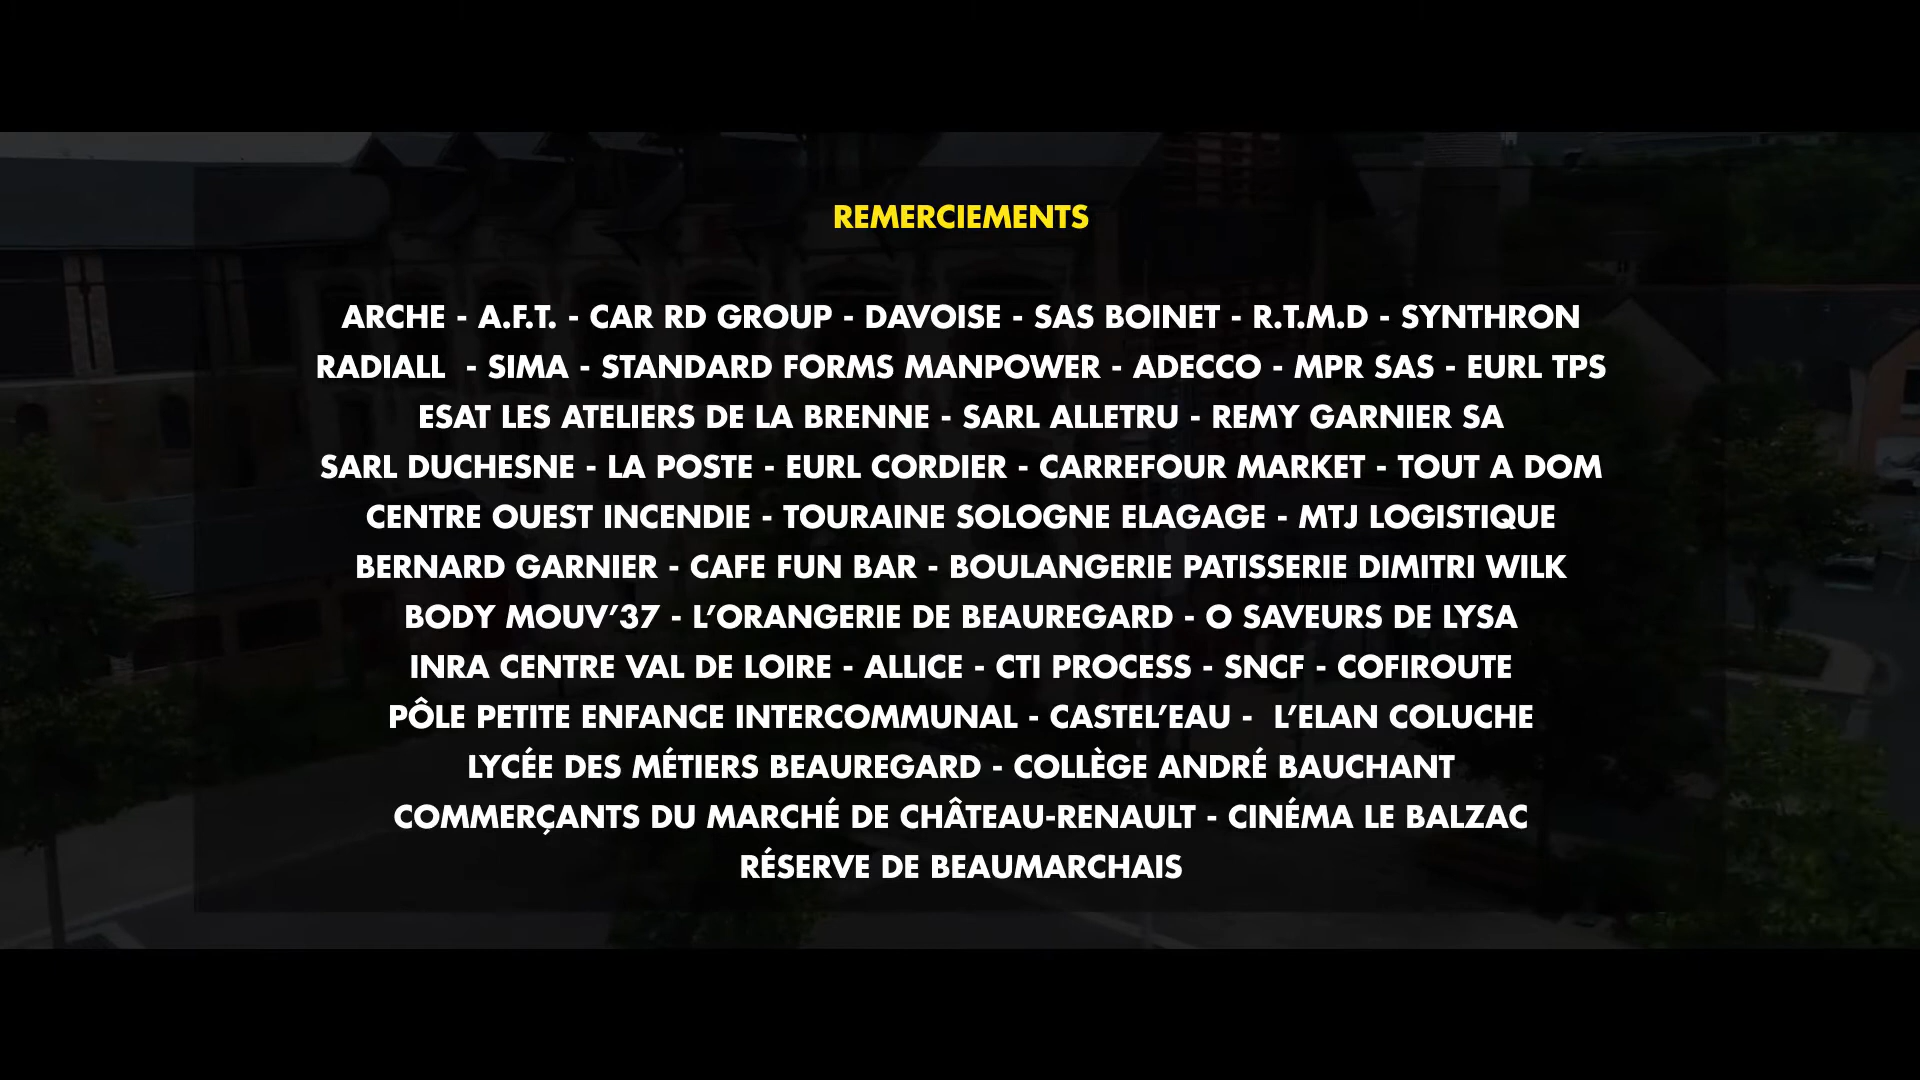 REMERCIEMENTS
ARCHE - A.F.T. - CAR RD GROUP - DAVOISE - SAS BOINET - R.T.M.D - SYNTHRON
RADIALL  - SIMA - STANDARD FORMS MANPOWER - ADECCO - MPR SAS - EURL TPS
ESAT LES ATELIERS DE LA BRENNE - SARL ALLETRU - REMY GARNIER SA
SARL DUCHESNE - LA POSTE - EURL CORDIER - CARREFOUR MARKET - TOUT A DOM
CENTRE OUEST INCENDIE - TOURAINE SOLOGNE ELAGAGE - MTJ LOGISTIQUE
BERNARD GARNIER - CAFE FUN BAR - BOULANGERIE PATISSERIE DIMITRI WILK
BODY MOUV’37 - L’ORANGERIE DE BEAUREGARD - O SAVEURS DE LYSA
INRA CENTRE VAL DE LOIRE - ALLICE - CTI PROCESS - SNCF - COFIROUTE
PÔLE PETITE ENFANCE INTERCOMMUNAL - CASTEL’EAU -  L’ELAN COLUCHE
LYCÉE DES MÉTIERS BEAUREGARD - COLLÈGE ANDRÉ BAUCHANT
COMMERÇANTS DU MARCHÉ DE CHÂTEAU-RENAULT - CINÉMA LE BALZAC
RÉSERVE DE BEAUMARCHAIS